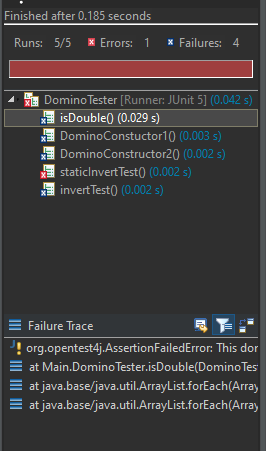 Finished after 0.185 seconds
Runs: 5/5 Errors: 1 Failures: 4
DominoTester [Runner: JUnit 5] (0.042 s)
isDouble() (0.029 s)
DominoConstuctor1() (0.003 s)
DominoConstructor2() (0.002 s)
staticInvertTest() (0.002 s)
invertTest() (0.002 s)
Failure Trace
org.opentest4j.AssertionFailedError: This dom
at Main.DominoTester.isDouble(DominoTeste
at java.base/java.util.ArrayList.forEach(Array
at java.base/java.util.ArrayList.forEach(Array